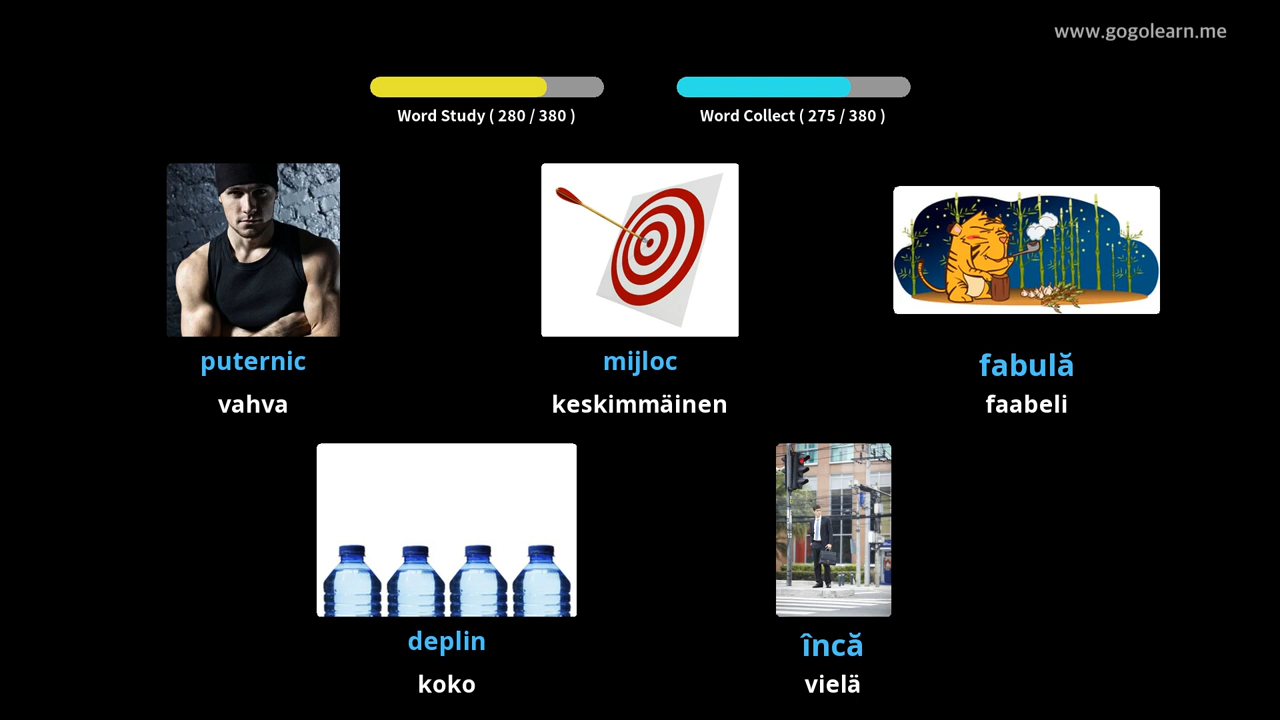 www.gogolearn.me
Word Study ( 280 / 380 )
Word Collect ( 275 / 380 )
puternic
vahva
mijloc
keskimmäinen
fabulă
faabeli
deplin
koko
încă
vielä